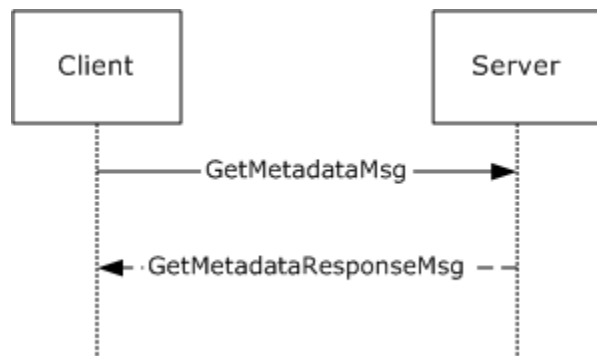 Client
Server
GetMetadataMsg
GetMetadataResponseMsg